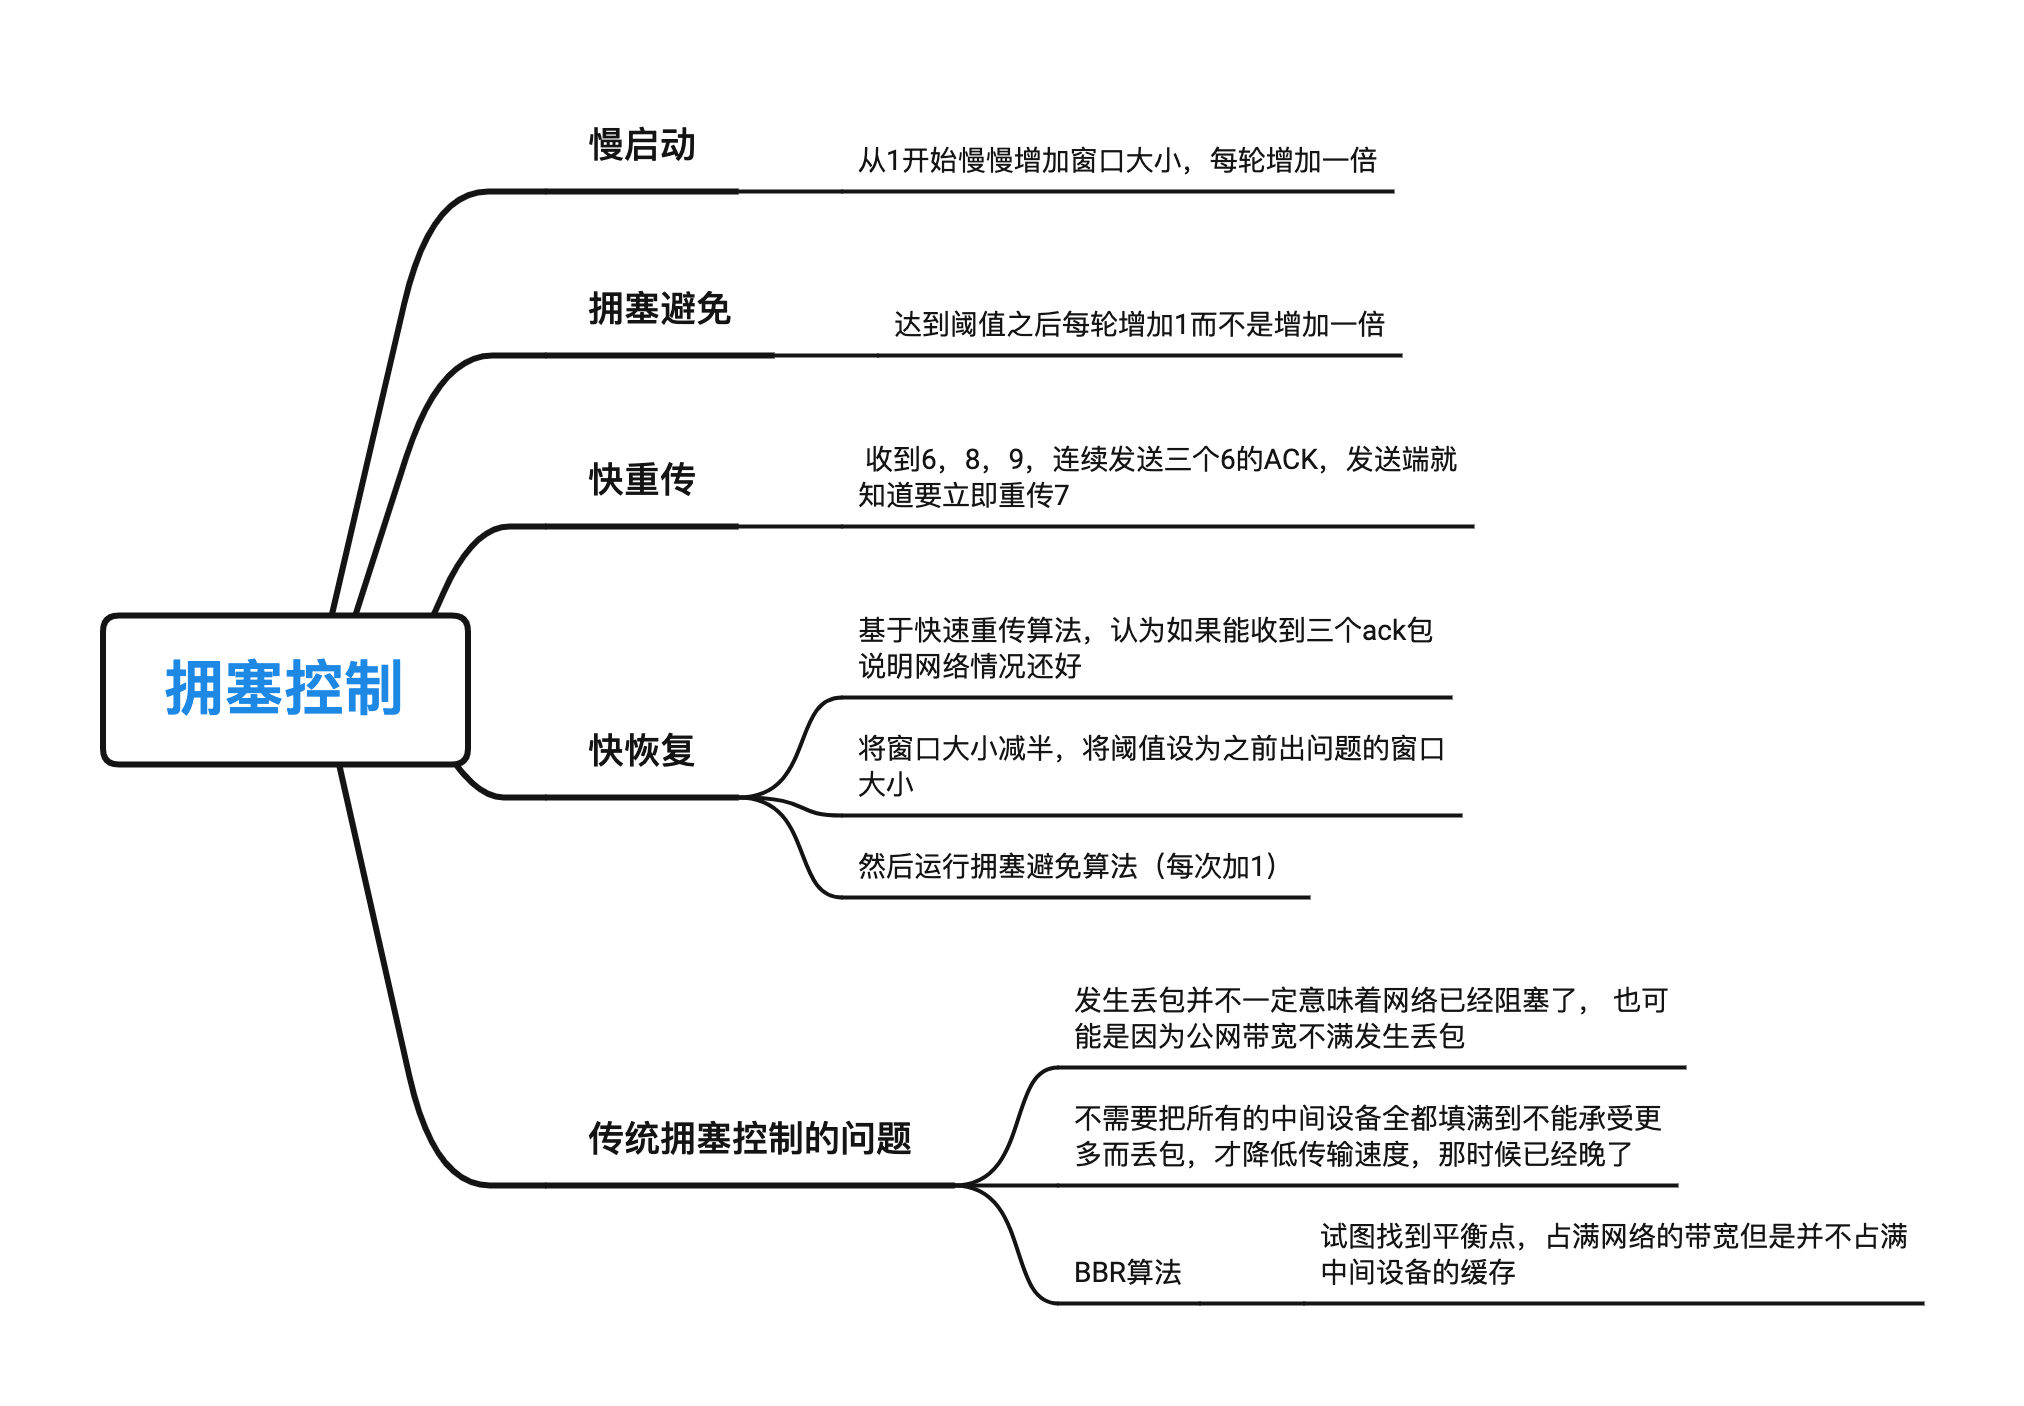 慢启动
从1开始慢慢增加窗口大小，每轮增加一倍
拥塞避免
达到阈值之后每轮增加1而不是增加一倍
快重传
收到6，8，9，连续发送三个6的ACK，发送端就
知道要立即重传7
拥塞控制
快恢复
基于快速重传算法，认为如果能收到三个ack包
说明网络情况还好
将窗口大小减半，将阈值设为之前出问题的窗口
大小
然后运行拥塞避免算法（每次加1）
传统拥塞控制的问题
发生丢包并不一定意味着网络已经阻塞了， 也可
能是因为公网带宽不满发生丢包
不需要把所有的中间设备全都填满到不能承受更
多而丢包，才降低传输速度，那时候已经晚了
BBR算法
试图找到平衡点，占满网络的带宽但是并不占满
中间设备的缓存